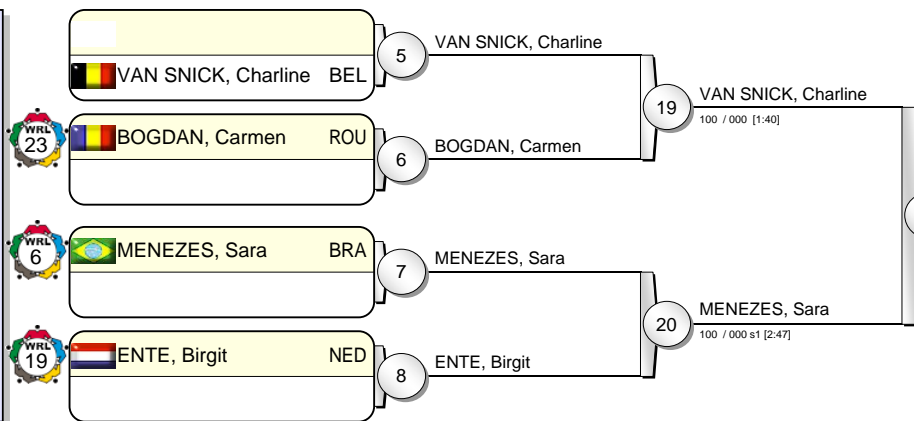 5
VAN SNICK, Charline
VAN SNICK, Charline BEL
19
VAN SNICK, Charline
100 / 000 [1:40]
WRL
23
BOGDAN, Carmen ROU
6
BOGDAN, Carmen
WRL
6
MENEZES, Sara BRA
7
MENEZES, Sara
20
MENEZES, Sara
100 / 000 s1 [2:47]
WRL
19
ENTE, Birgit NED
8
ENTE, Birgit